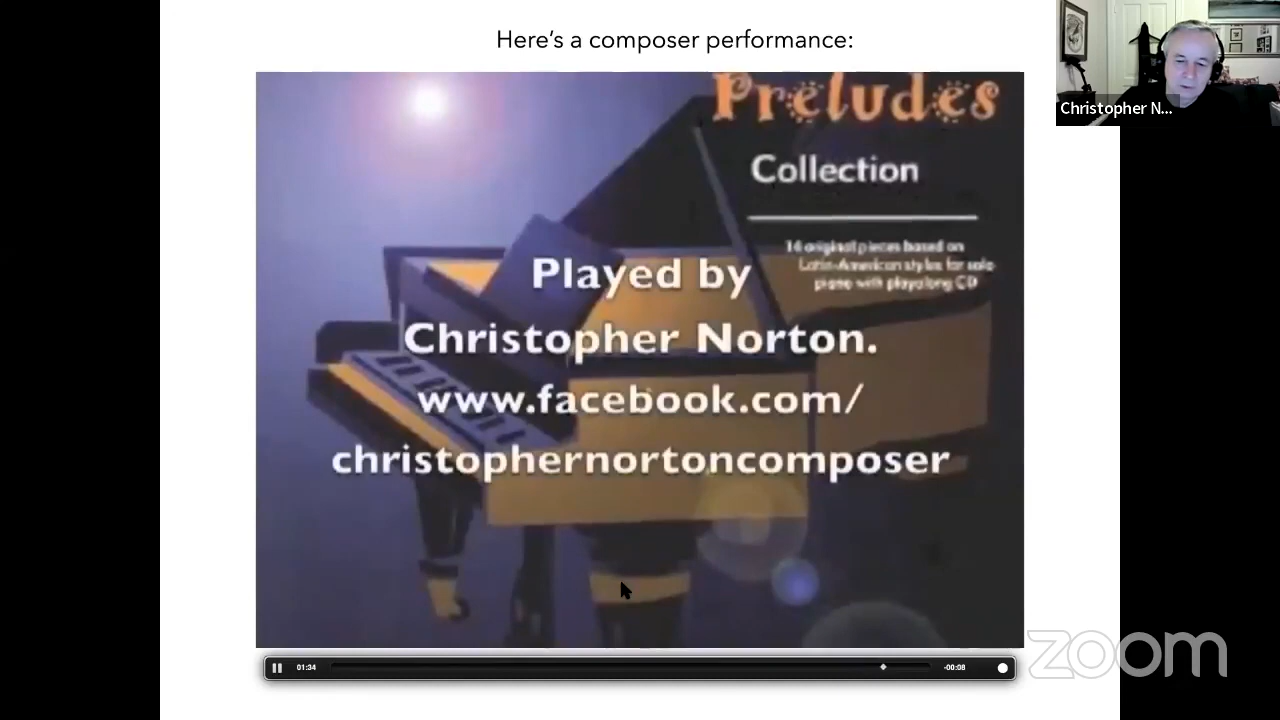 Here's a composer performance:
Christopher N...
Preludes
Collection
14 original pieces based on
Latin-American styles for solo
piano with playalong CD
Played by
Christopher Norton.
www.facebook.com/
christophernortoncomposer
01:34
-00:08
zoom